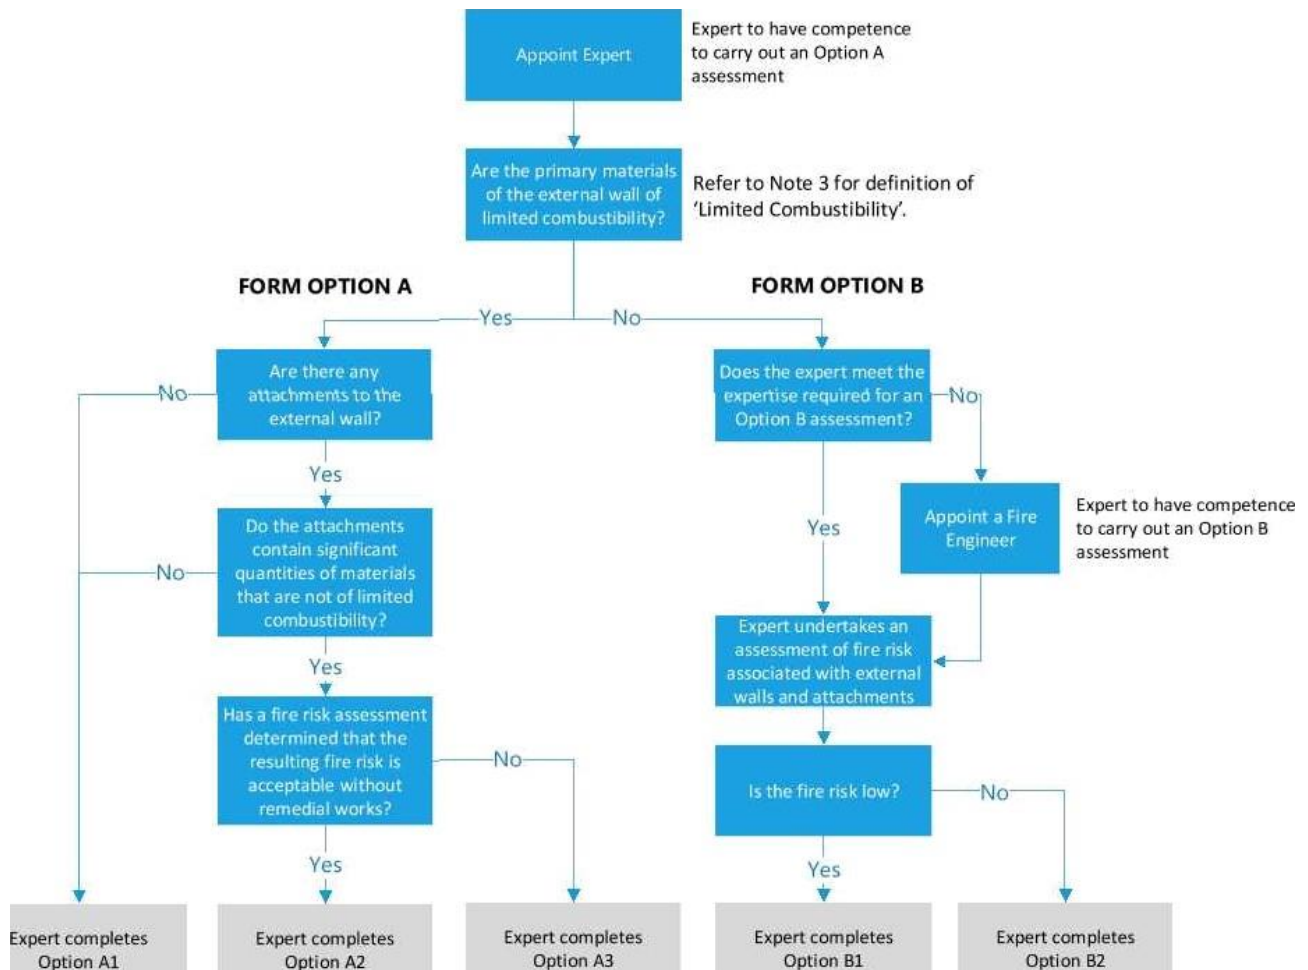 Appoint Expert
Expert to have competence
to carry out an Option A
assessment
Are the primary materials
of the external wall of
limited combustibility?
Refer to Note 3 for definition of
‘Limited Combustibility’.
FORM OPTION A
FORM OPTION B
Yes
No
Are there any
attachments to the
external wall?
No
Yes
Do the attachments
contain significant
quantities of materials
that are not of limited
combustibility?
No
Yes
Has a fire risk assessment
determined that the
resulting fire risk is
acceptable without
remedial works?
No
Yes
Does the expert meet the
expertise required for an
Option B assessment?
No
Yes
Appoint a Fire
Engineer
Expert to have competence
to carry out an Option B
assessment
Expert undertakes an
assessment of fire risk
associated with external
walls and attachments
Is the fire risk low?
No
Yes
Expert completes
Option A1
Expert completes
Option A2
Expert completes
Option A3
Expert completes
Option B1
Expert completes
Option B2